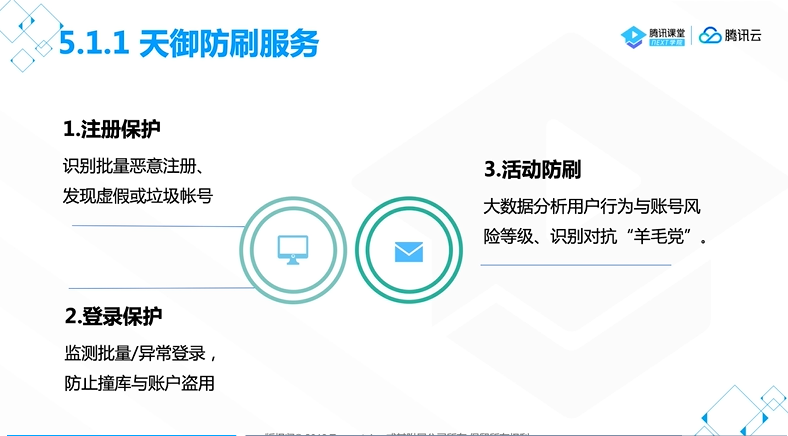 5.1.1 天御防刷服务
腾讯课堂
NEXT学院
腾讯云
1.注册保护
识别批量恶意注册、
发现虚假或垃圾帐号
3.活动防刷
大数据分析用户行为与账号风
险等级、识别对抗“羊毛党”。
2.登录保护
监测批量/异常登录，
防止撞库与账户盗用